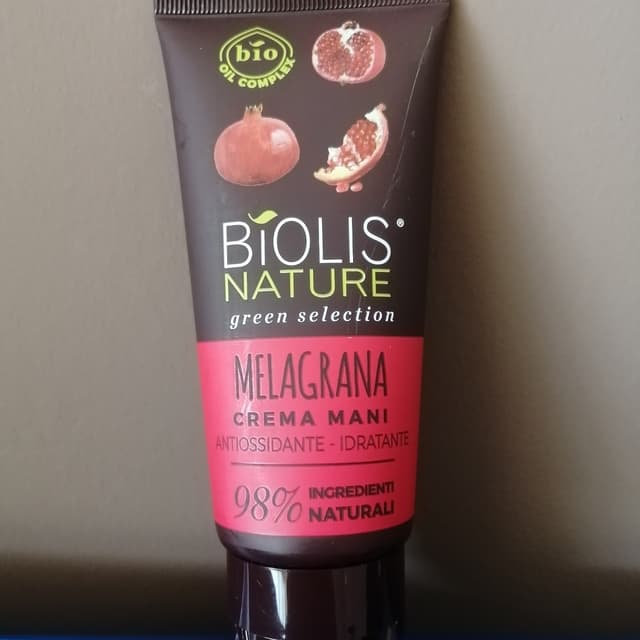 bio
OIL COMPLEX
BIOLIS®
NATURE
green selection
MELAGRANA
CREMA MANI
ANTIOSSIDANTE - IDRATANTE
98% INGREDIENTI
NATURALI